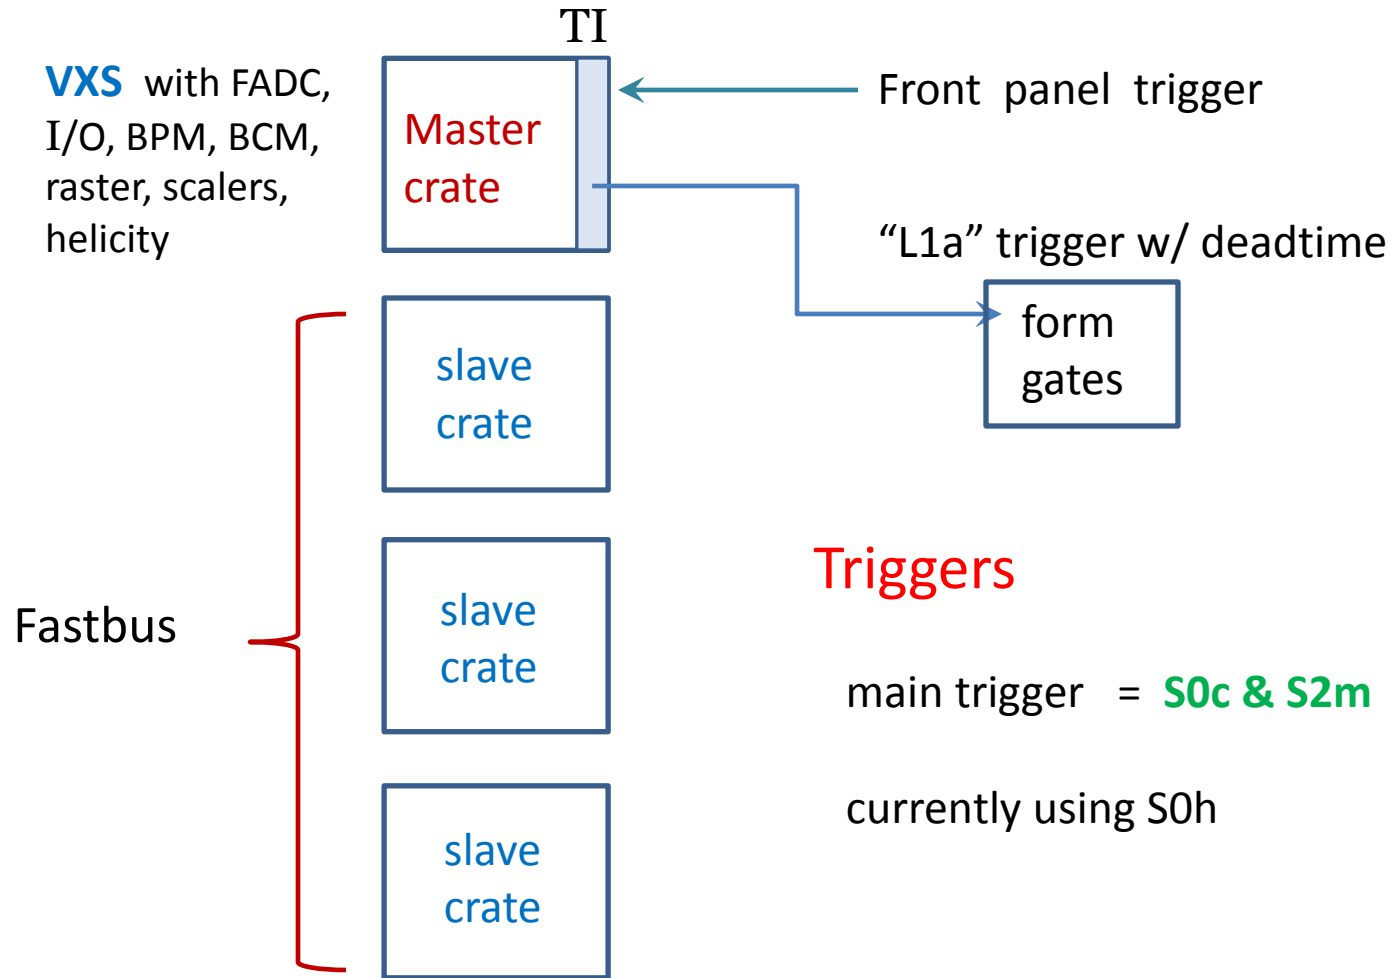 TI
VXS with FADC,
I/O, BPM, BCM,
raster, scalers,
helicity
Master
crate
Front panel trigger
“L1a” trigger w/ deadtime
form
gates
slave
crate
Fastbus
slave
crate
slave
crate
Triggers
main trigger = S0c & S2m
currently using S0h